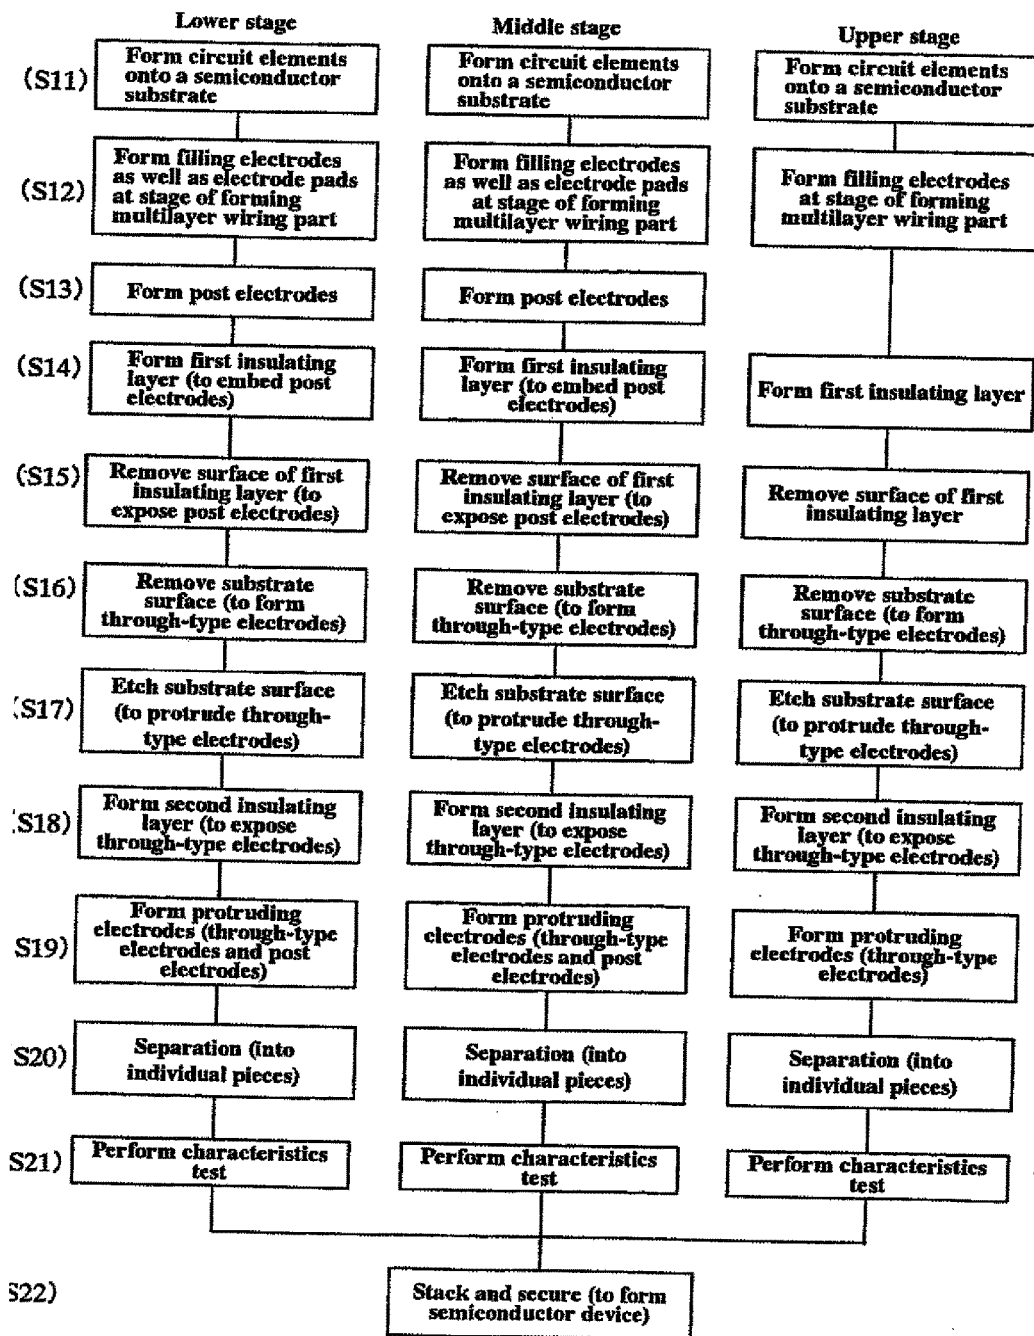 Lower stage
Middle stage
Upper stage
(S11)
Form circuit elements
onto a semiconductor
substrate
Form circuit elements
onto a semiconductor
substrate
Form circuit elements
onto a semiconductor
substrate
(S12)
Form filling electrodes
as well as electrode pads
at stage of forming
multilayer wiring part
Form filling electrodes
as well as electrode pads
at stage of forming
multilayer wiring part
Form filling electrodes
at stage of forming
multilayer wiring part
(S13)
Form post electrodes
Form post electrodes
(S14)
Form first insulating
layer (to embed post
electrodes)
Form first insulating
layer (to embed post
electrodes)
Form first insulating layer
(S15)
Remove surface of first
insulating layer (to
expose post electrodes)
Remove surface of first
insulating layer (to
expose post electrodes)
Remove surface of first
insulating layer
(S16)
Remove substrate
surface (to form
through-type electrodes)
Remove substrate
surface (to form
through-type electrodes)
Remove substrate
surface (to form
through-type electrodes)
(S17)
Etch substrate surface
(to protrude through-
type electrodes)
Etch substrate surface
(to protrude through-
type electrodes)
Etch substrate surface
(to protrude through-
type electrodes)
(S18)
Form second insulating
layer (to expose
through-type electrodes)
Form second insulating
layer (to expose
through-type electrodes)
Form second insulating
layer (to expose
through-type electrodes)
S19)
Form protruding
electrodes (through-type
electrodes and post
electrodes)
Form protruding
electrodes (through-type
electrodes and post
electrodes)
Form protruding
electrodes (through-type
electrodes)
S20)
Separation (into
individual pieces)
Separation (into
individual pieces)
Separation (into
individual pieces)
S21)
Perform characteristics
test
Perform characteristics
test
Perform characteristics
test
S22)
Stack and secure (to form
semiconductor device)